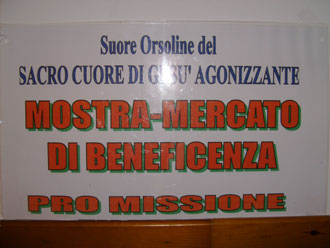 Suore Orsoline del
SACRO CUORE DI GESU' AGONIZZANTE
MOSTRA-MERCATO
DI BENEFICENZA
PRO MISSIONE